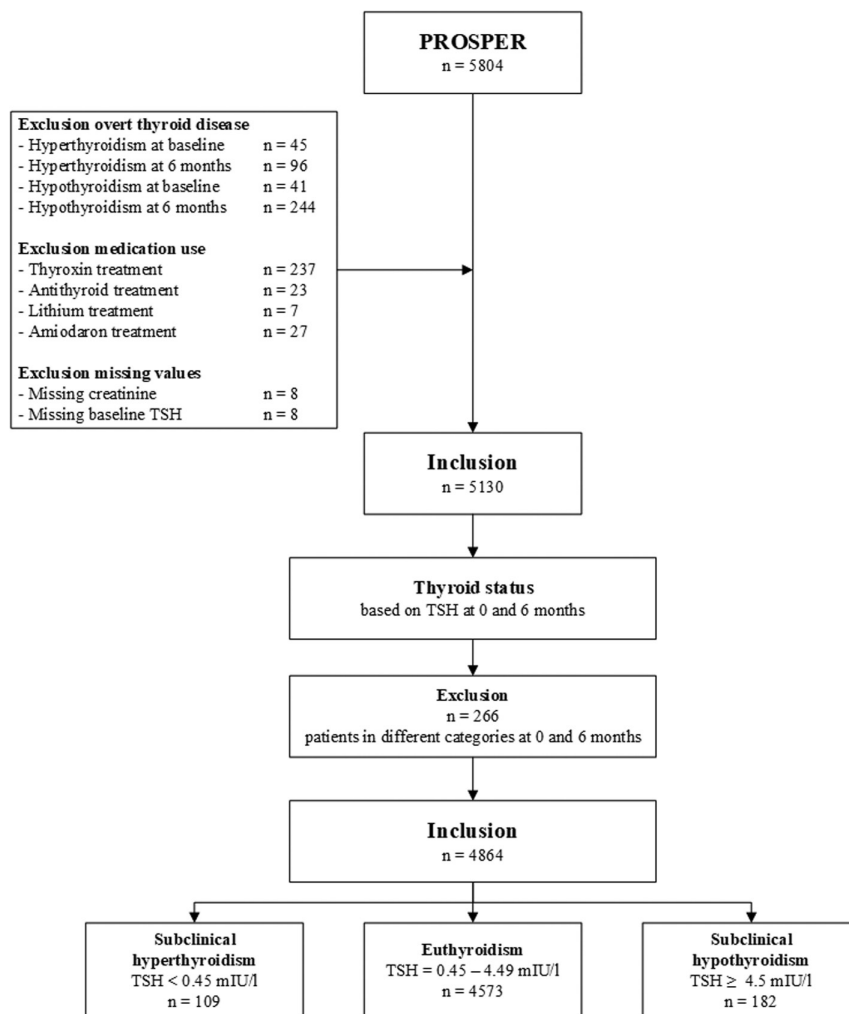 PROSPER
n = 5804
Exclusion overt thyroid disease
- Hyperthyroidism at baseline n = 45
- Hyperthyroidism at 6 months n = 96
- Hypothyroidism at baseline n = 41
- Hypothyroidism at 6 months n = 244
Exclusion medication use
- Thyroxin treatment n = 237
- Antithyroid treatment n = 23
- Lithium treatment n = 7
- Amiodaron treatment n = 27
Exclusion missing values
- Missing creatinine n = 8
- Missing baseline TSH n = 8
Inclusion
n = 5130
Thyroid status
based on TSH at 0 and 6 months
Exclusion
n = 266
patients in different categories at 0 and 6 months
Inclusion
n = 4864
Subclinical
hyperthyroidism
TSH < 0.45 mIU/l
n = 109
Euthyroidism
TSH = 0.45 – 4.49 mIU/l
n = 4573
Subclinical
hypothyroidism
TSH ≥ 4.5 mIU/l
n = 182